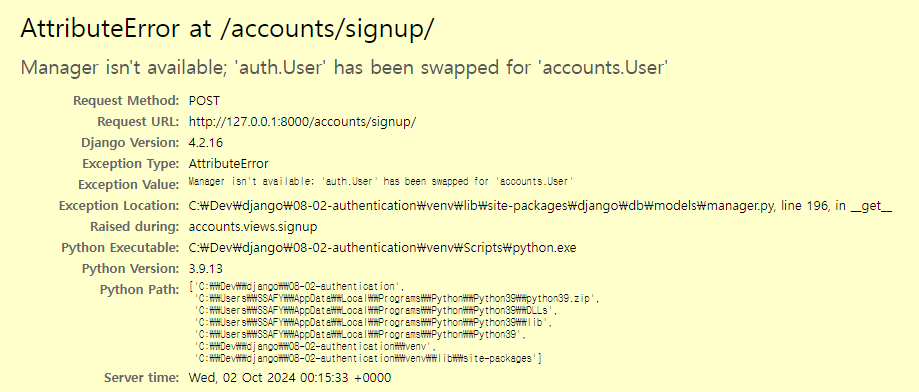 AttributeError at /accounts/signup/
Manager isn't available; 'auth.User' has been swapped for 'accounts.User'
Request Method: POST
Request URL: http://127.0.0.1:8000/accounts/signup/
Django Version: 4.2.16
Exception Type: AttributeError
Exception Value: Manager isn't available; 'auth.User' has been swapped for 'accounts.User'
Exception Location: C:₩Dev₩django₩08-02-authentication₩venv₩lib₩site-packages₩django₩db₩models₩manager.py, line 196, in __get__
Raised during: accounts.views.signup
Python Executable: C:₩Dev₩django₩08-02-authentication₩venv₩Scripts₩python.exe
Python Version: 3.9.13
Python Path: ['C:₩₩Dev₩₩django₩₩08-02-authentication',
'C:₩₩Users₩₩SSAFY₩₩AppData₩₩Local₩₩Programs₩₩Python₩₩Python39₩₩python39.zip',
'C:₩₩Users₩₩SSAFY₩₩AppData₩₩Local₩₩Programs₩₩Python₩₩Python39₩₩DLLs',
'C:₩₩Users₩₩SSAFY₩₩AppData₩₩Local₩₩Programs₩₩Python₩₩Python39₩₩lib',
'C:₩₩Users₩₩SSAFY₩₩AppData₩₩Local₩₩Programs₩₩Python₩₩Python39',
'C:₩₩Dev₩₩django₩₩08-02-authentication₩₩venv',
'C:₩₩Dev₩₩django₩₩08-02-authentication₩₩venv₩₩lib₩₩site-packages']
Server time: Wed, 02 Oct 2024 00:15:33 +0000